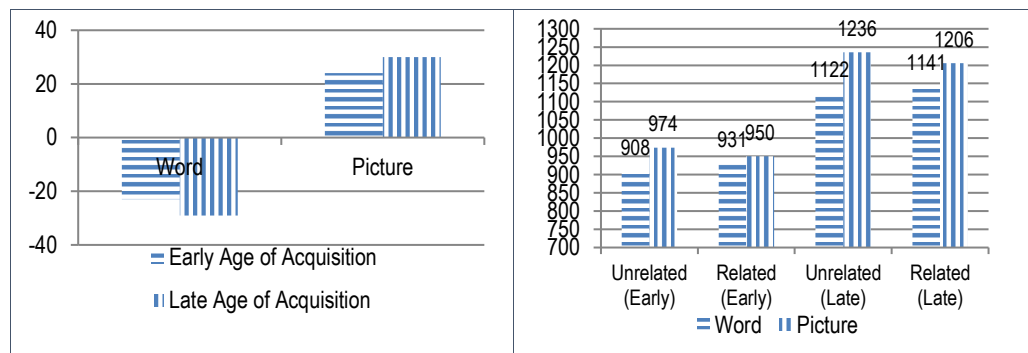 40
20
0
-20
-40
Word
Picture
Early Age of Acquisition
Late Age of Acquisition
1300
1250
1200
1150
1100
1050
1000
950
900
850
800
750
700
908
974
931
950
1122
1236
1141
1206
Unrelated (Early)
Related (Early)
Unrelated (Late)
Related (Late)
Word
Picture